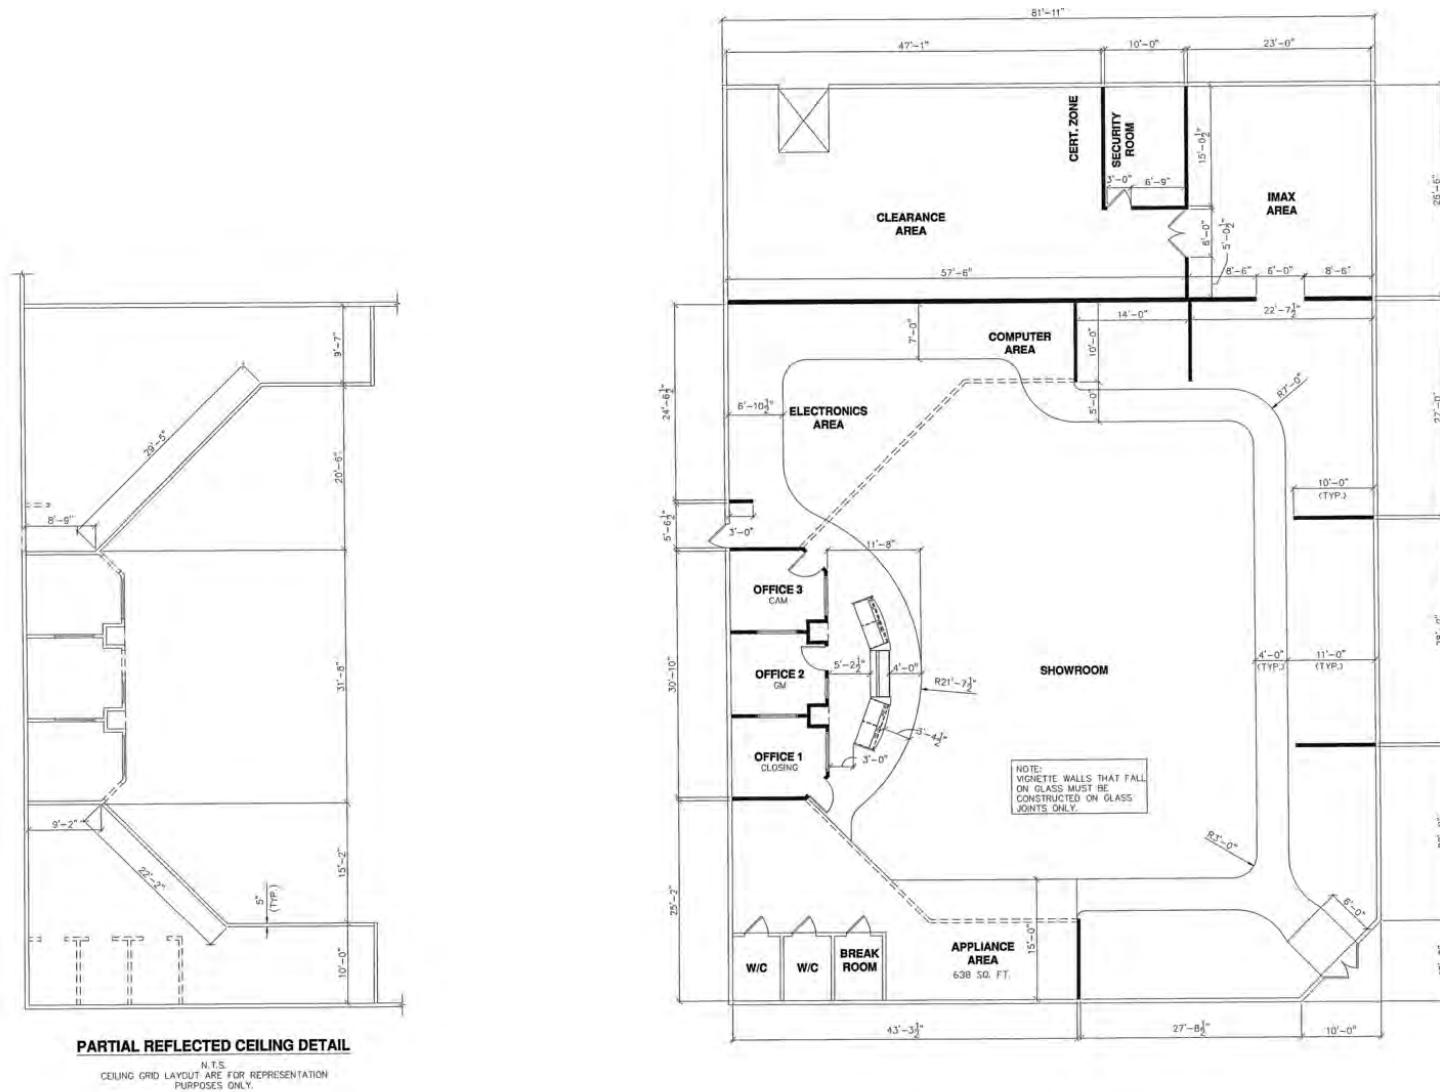 81'-11"
47'-1"
10'-0"
23'-0"
CERT. ZONE
SECURITY
ROOM
15'-0½"
3'-0"
6'-9"
IMAX
AREA
CLEARANCE
AREA
6'-0"
5'-0½"
57'-6"
8'-6"
6'-0"
8'-6"
14'-0"
22'-7½"
7'-0"
COMPUTER
AREA
10'-0"
5'-0"
R7'-0"
24'-6½"
6'-10½"
ELECTRONICS
AREA
10'-0"
(TYP.)
5'-6½"
3'-0"
11'-8"
OFFICE 3
CAM
30'-10"
OFFICE 2
GM
5'-2½"
4'-0"
SHOWROOM
4'-0"
(TYP.)
11'-0"
(TYP.)
R21'-7½"
3'-4½"
OFFICE 1
CLOSING
3'-0"
NOTE:
VIGNETTE WALLS THAT FALL
ON GLASS MUST BE
CONSTRUCTED ON GLASS
JOINTS ONLY.
R3'-0"
25'-2"
6'-0"
W/C
W/C
BREAK
ROOM
APPLIANCE
AREA
638 SQ. FT.
15'-0"
43'-3½"
27'-8½"
10'-0"
9'-7"
29'-5"
20'-6"
8'-9"
31'-8"
9'-2"
22'-2"
5"
(TYP.)
15'-2"
10'-0"
PARTIAL REFLECTED CEILING DETAIL
N.T.S.
CEILING GRID LAYOUT ARE FOR REPRESENTATION
PURPOSES ONLY.